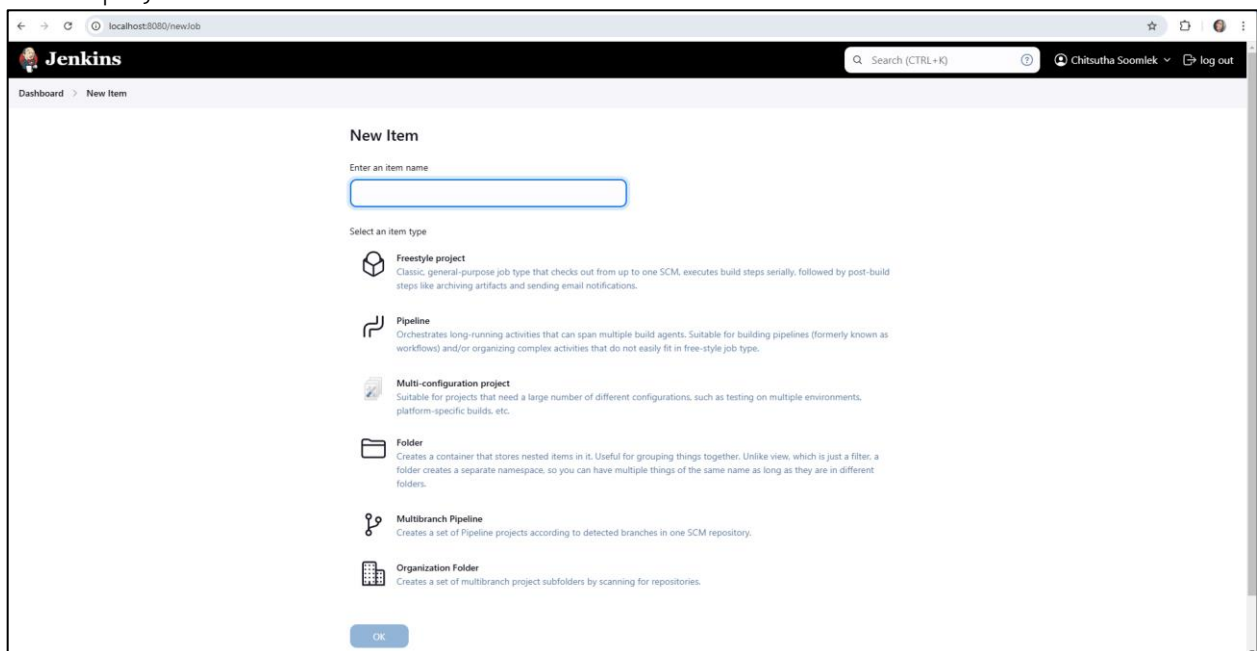 localhost:8080/newJob
Jenkins
Search (CTRL+K)
Chitsutha Soomlek
log out
Dashboard > New Item
New Item
Enter an item name
Select an item type
Freestyle project
Classic, general-purpose job type that checks out from up to one SCM, executes build steps serially, followed by post-build
steps like archiving artifacts and sending email notifications.
Pipeline
Orchestrates long-running activities that can span multiple build agents. Suitable for building pipelines (formerly known as
workflows) and/or organizing complex activities that do not easily fit in free-style job type.
Multi-configuration project
Suitable for projects that need a large number of different configurations, such as testing on multiple environments,
platform-specific builds, etc.
Folder
Creates a container that stores nested items in it. Useful for grouping things together. Unlike view, which is just a filter, a
folder creates a separate namespace, so you can have multiple things of the same name as long as they are in different
folders.
Multibranch Pipeline
Creates a set of Pipeline projects according to detected branches in one SCM repository.
Organization Folder
Creates a set of multibranch project subfolders by scanning for repositories.
OK